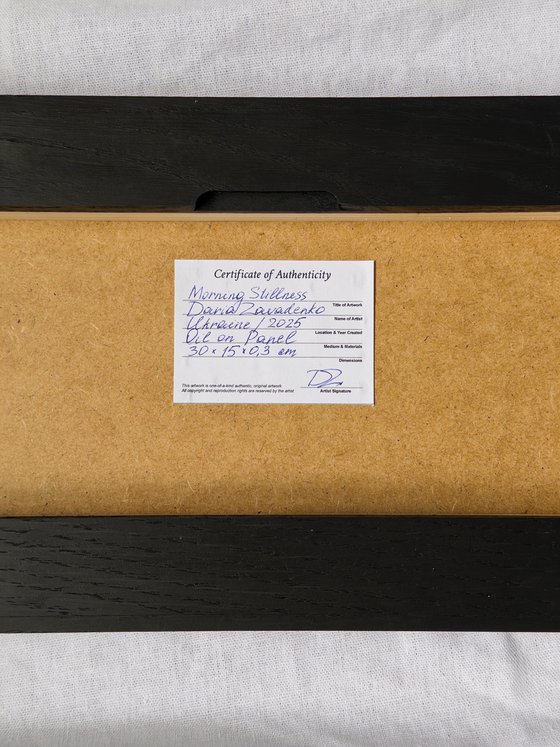 Certificate of Authenticity
Morning Stillness
Title of Artwork
Daria Zavadenko
Name of Artist
Ukraine / 2025
Location & Year Created
Oil on Panel
Medium & Materials
30 x 15 x 0,3 cm
Dimensions
This artwork is one-of-a-kind authentic, original artwork
All copyright and reproduction rights are reserved by the artist
DZ
Artist Signature